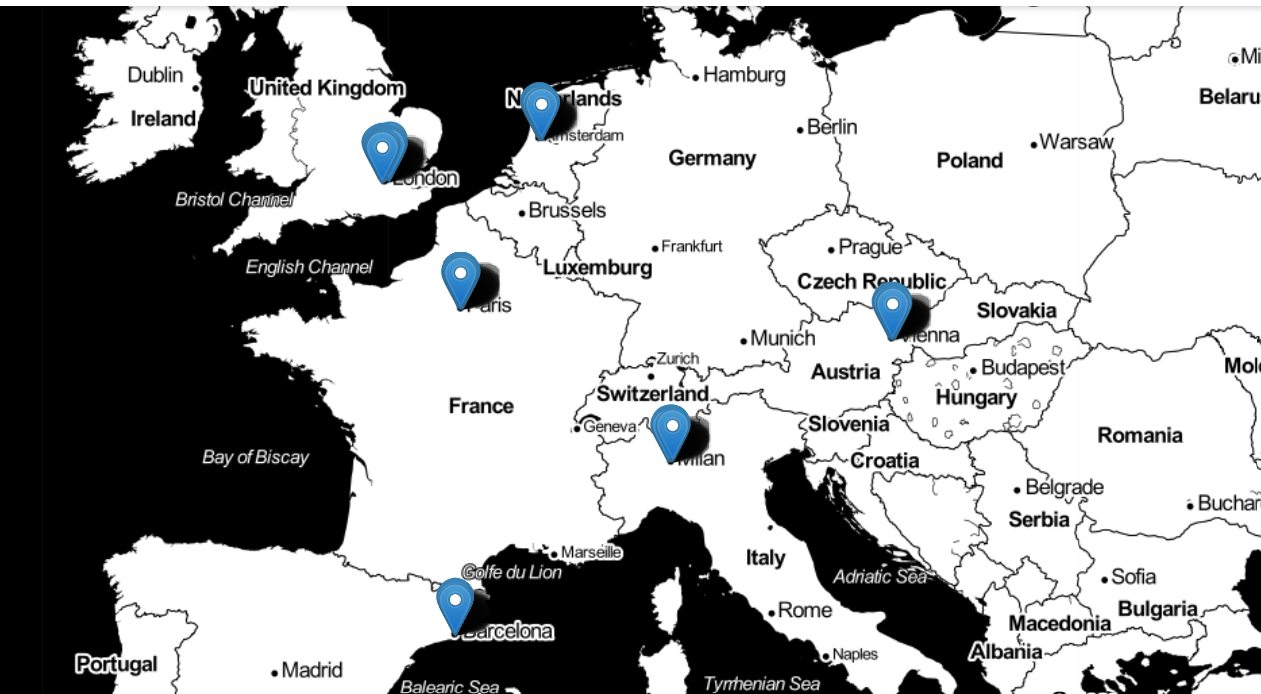 Mi
Dublin
Hamburg
United Kingdom
Belaru
Ireland
Berlin
Warsaw
Germany
Poland
London
Bristol Channel
Brussels
Frankfurt
Prague
English Channel
Luxemburg
Czech Republic
Paris
Slovakia
Munich
Vienna
Zurich
Austria
Budapest
Mol
Switzerland
Hungary
France
Geneva
Slovenia
Romania
Bay of Biscay
Milan
Croatia
Belgrade
Buchar
Serbia
Marseille
Italy
Golfe du Lion
Adriatic Sea
Sofia
Bulgaria
Rome
Macedonia
Barcelona
Albania
Naples
Portugal
Madrid
Balearic Sea
Tyrrhenian Sea